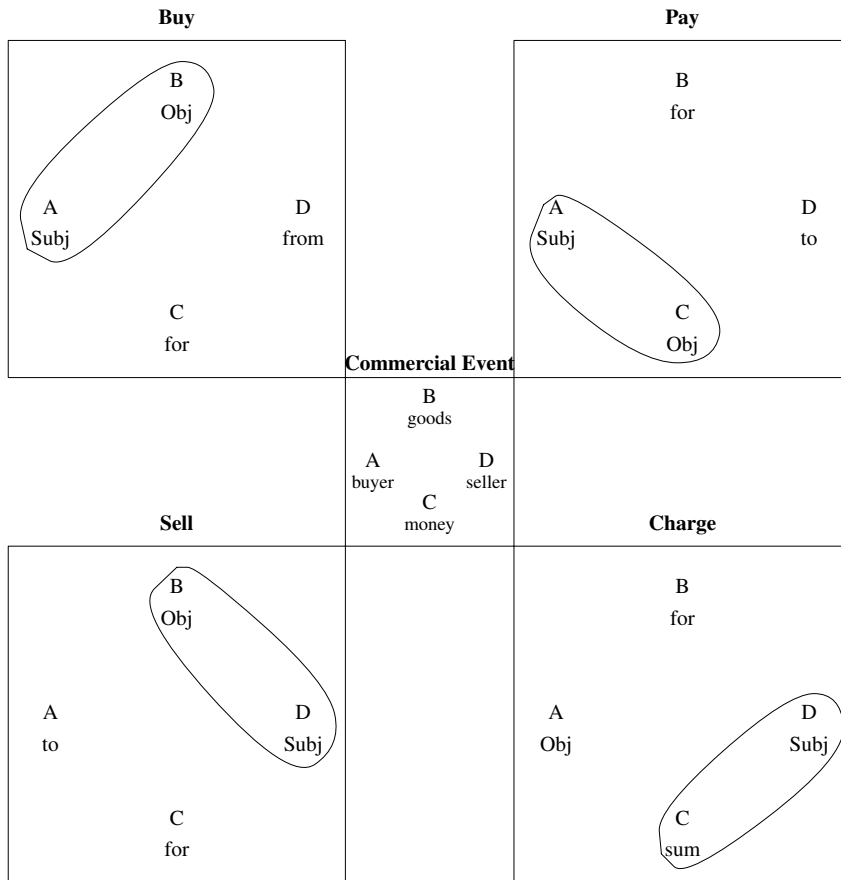 Buy
Pay
B
Obj
A
Subj
D
from
C
for
B
for
A
Subj
D
to
C
Obj
Commercial Event
B
goods
A
buyer
D
seller
C
money
Sell
Charge
B
Obj
A
to
D
Subj
C
for
B
for
A
Obj
D
Subj
C
sum